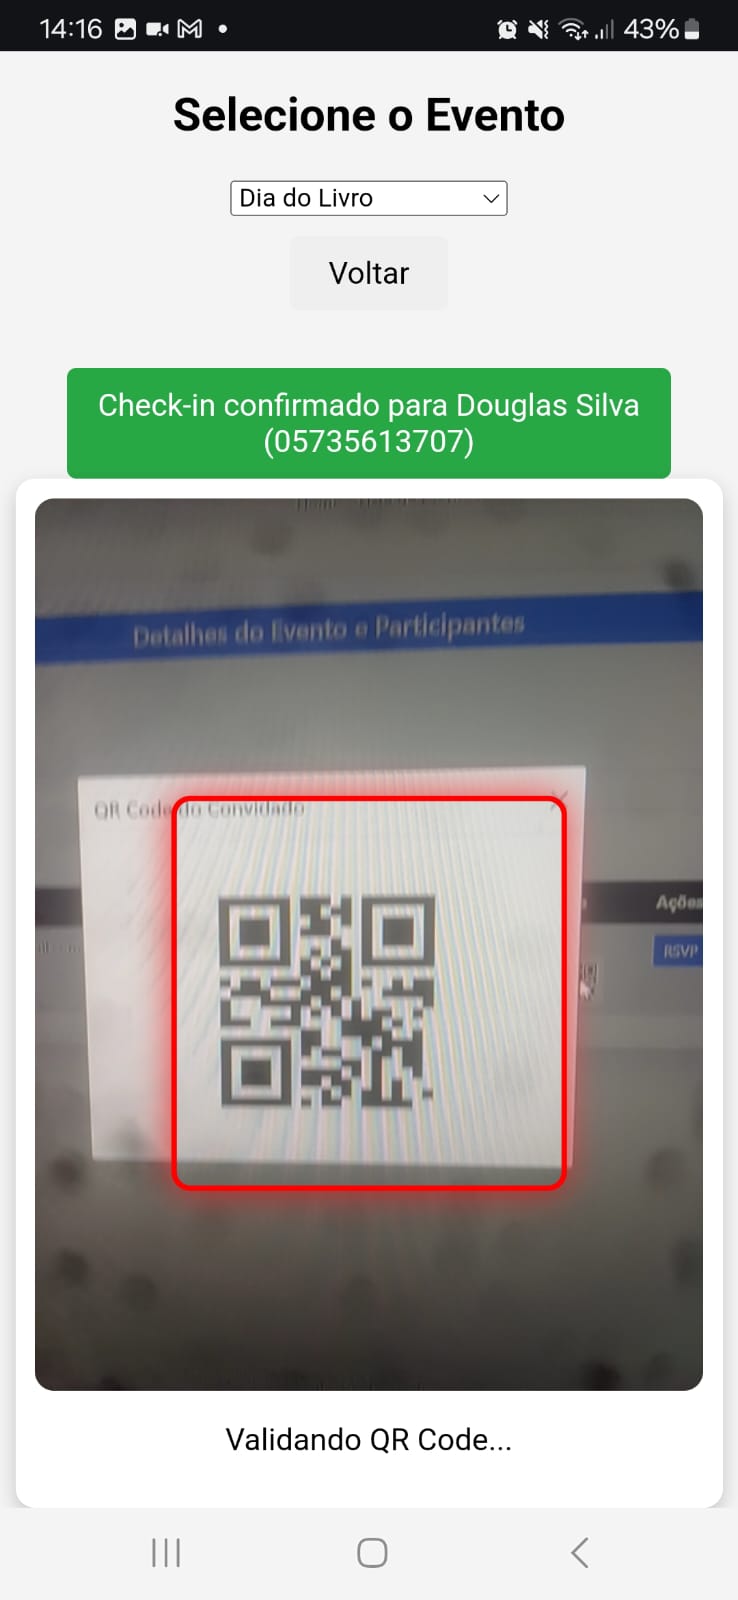 14:16
43%
Selecione o Evento
Dia do Livro
Voltar
Check-in confirmado para Douglas Silva
(05735613707)
Detalhes do Evento e Participantes
QR Code do Convidado
Ações
RSVP
Validando QR Code...